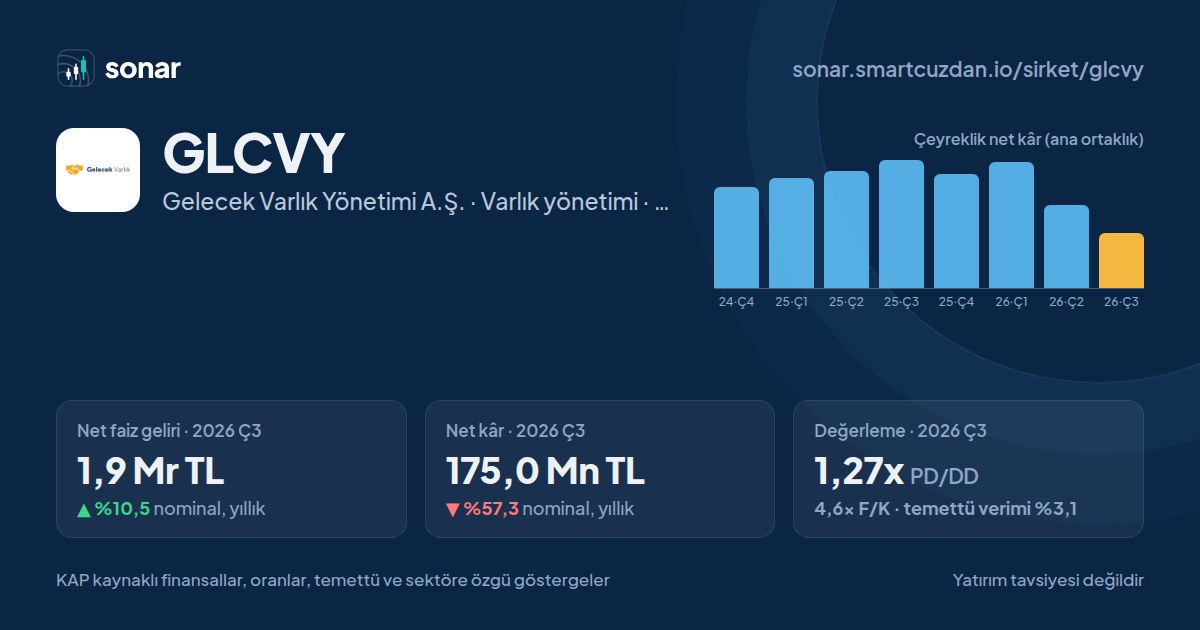 sonar
sonar.smartcuzdan.io/sirket/glcvy
Gelecek Varlık
GLCVY
Gelecek Varlık Yönetimi A.Ş. · Varlık yönetimi · ...
Çeyreklik net kâr (ana ortaklık)
24·Ç4 25·Ç1 25·Ç2 25·Ç3 25·Ç4 26·Ç1 26·Ç2 26·Ç3
Net faiz geliri · 2026 Ç3
1,9 Mr TL
▲ %10,5 nominal, yıllık
Net kâr · 2026 Ç3
175,0 Mn TL
▼ %57,3 nominal, yıllık
Değerleme · 2026 Ç3
1,27x PD/DD
4,6× F/K · temettü verimi %3,1
KAP kaynaklı finansallar, oranlar, temettü ve sektöre özgü göstergeler
Yatırım tavsiyesi değildir